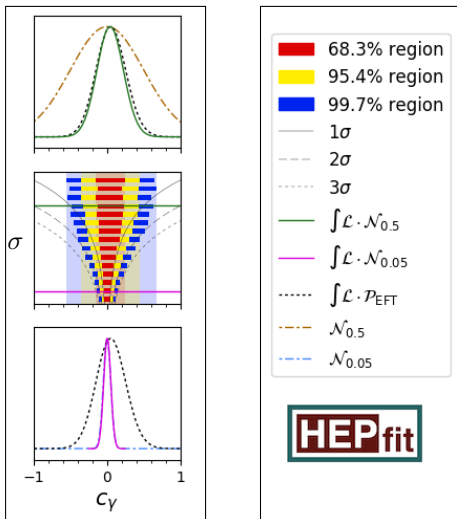 σ
-1 0 1
c_γ
68.3% region
95.4% region
99.7% region
1σ
2σ
3σ
∫ℒ · 𝒩_0.5
∫ℒ · 𝒩_0.05
∫ℒ · 𝒫_EFT
𝒩_0.5
𝒩_0.05
HEPfit